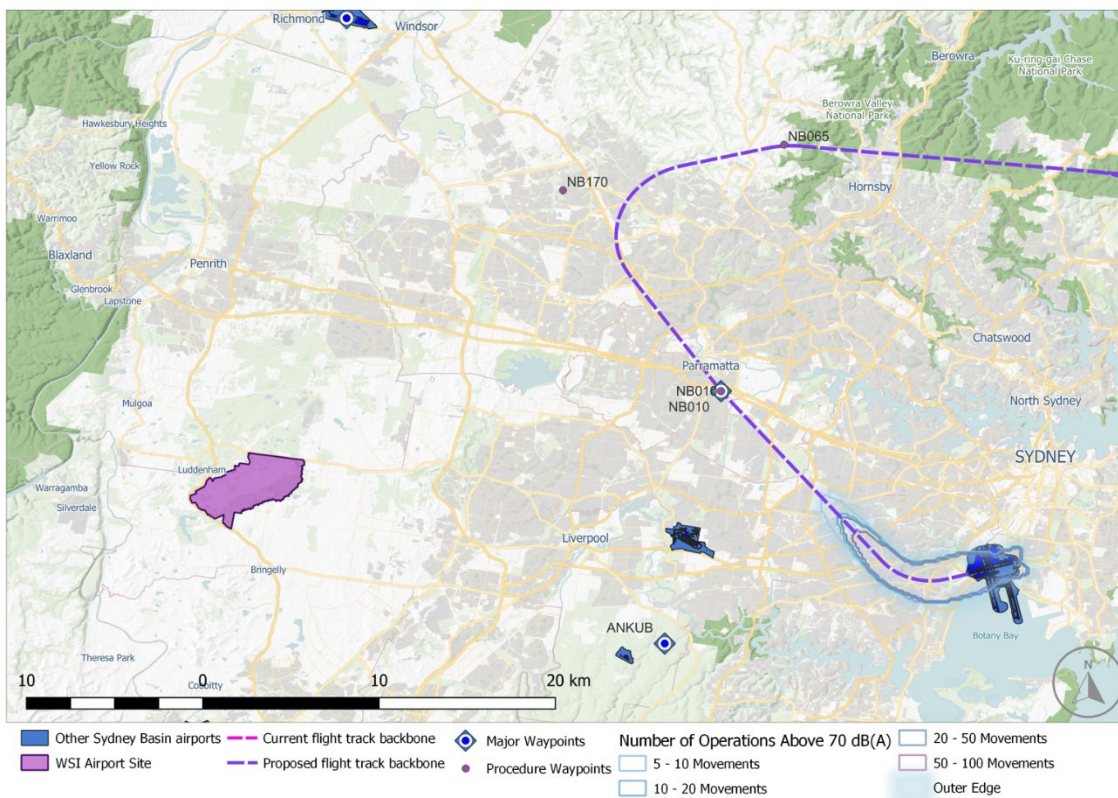 Richmond
Windsor
Berowra
Ku-ring-gai Chase
National Park
Berowra Valley
National Park
Hawkesbury Heights
NB065
Yellow Rock
NB170
Hornsby
Warrimoo
Blaxland
Penrith
Glenbrook
Lapstone
Chatswood
Parramatta
NB010
NB010
Mulgoa
North Sydney
SYDNEY
Luddenham
Warragamba
Silverdale
Liverpool
Bringelly
ANKUB
Botany Bay
Theresa Park
Cobbitty
N
10 0 10 20 km
Other Sydney Basin airports
WSI Airport Site
Current flight track backbone
Proposed flight track backbone
Major Waypoints
Procedure Waypoints
Number of Operations Above 70 dB(A)
5 - 10 Movements
10 - 20 Movements
20 - 50 Movements
50 - 100 Movements
Outer Edge